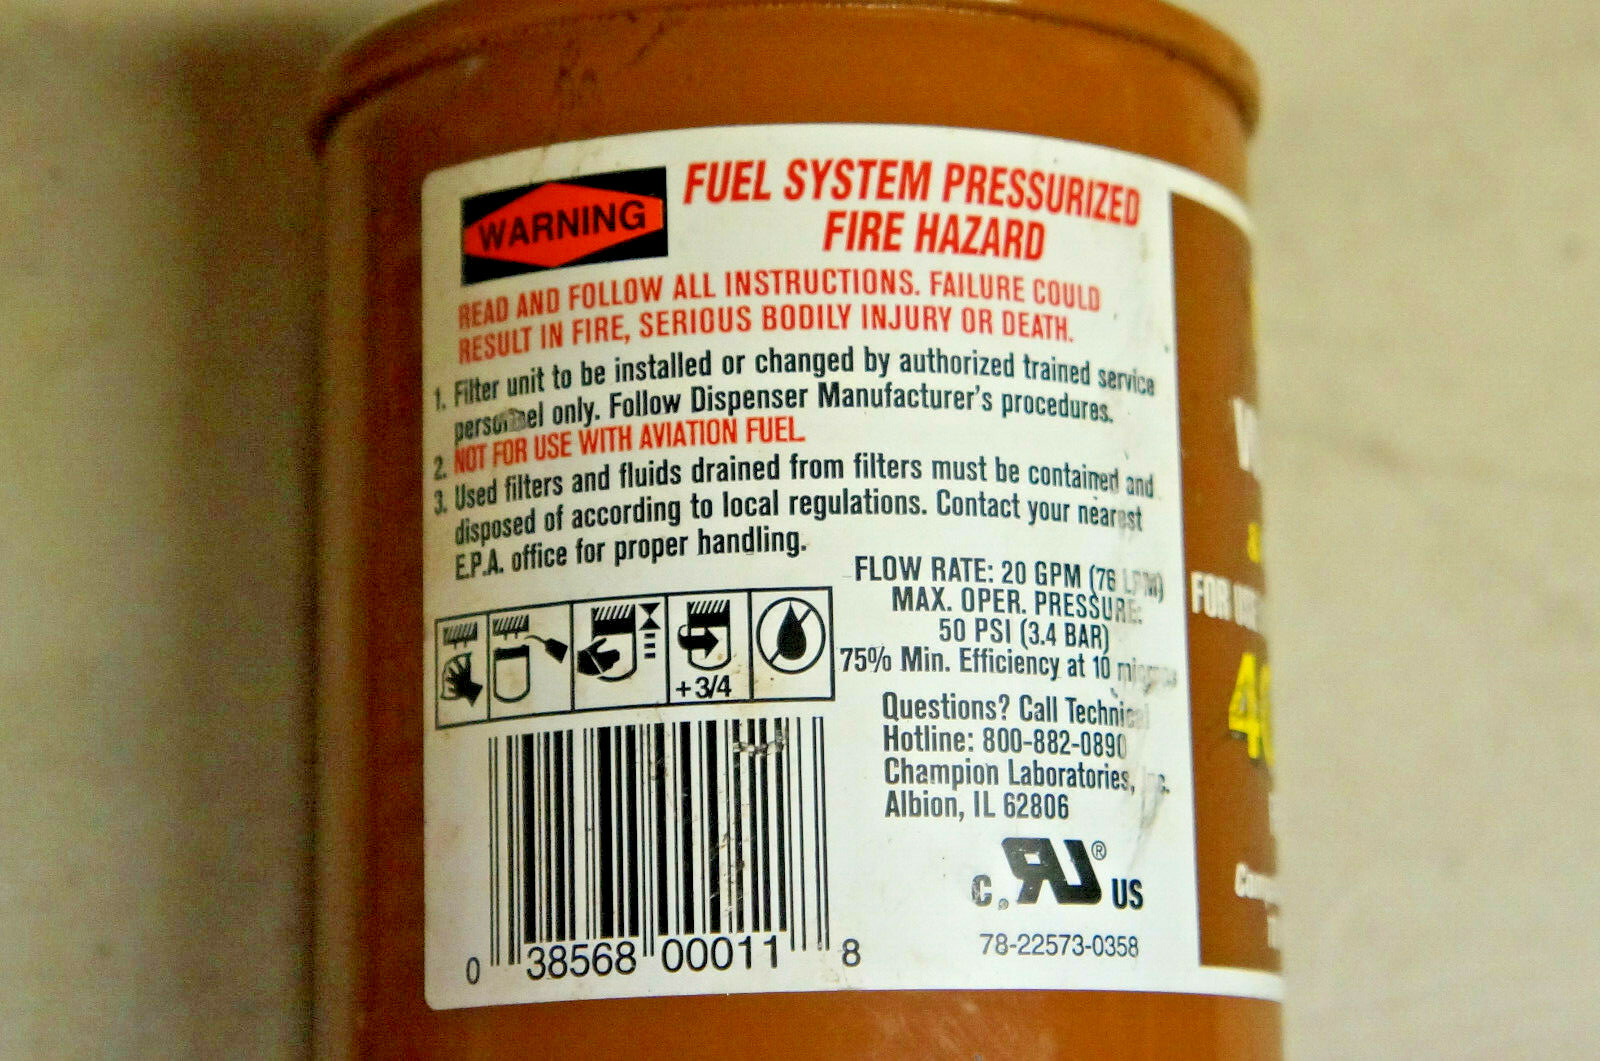 WARNING
FUEL SYSTEM PRESSURIZED
FIRE HAZARD
READ AND FOLLOW ALL INSTRUCTIONS. FAILURE COULD
RESULT IN FIRE, SERIOUS BODILY INJURY OR DEATH.
1. Filter unit to be installed or changed by authorized trained service
personnel only. Follow Dispenser Manufacturer's procedures.
2. NOT FOR USE WITH AVIATION FUEL.
3. Used filters and fluids drained from filters must be contained and
disposed of according to local regulations. Contact your nearest
E.P.A. office for proper handling.
+3/4
FLOW RATE: 20 GPM (76 LPM)
MAX. OPER. PRESSURE:
50 PSI (3.4 BAR)
75% Min. Efficiency at 10 microns
Questions? Call Technical
Hotline: 800-882-0890
Champion Laboratories, Inc.
Albion, IL 62806
C RU® US
78-22573-0358
0 38568 00011 8
FOR